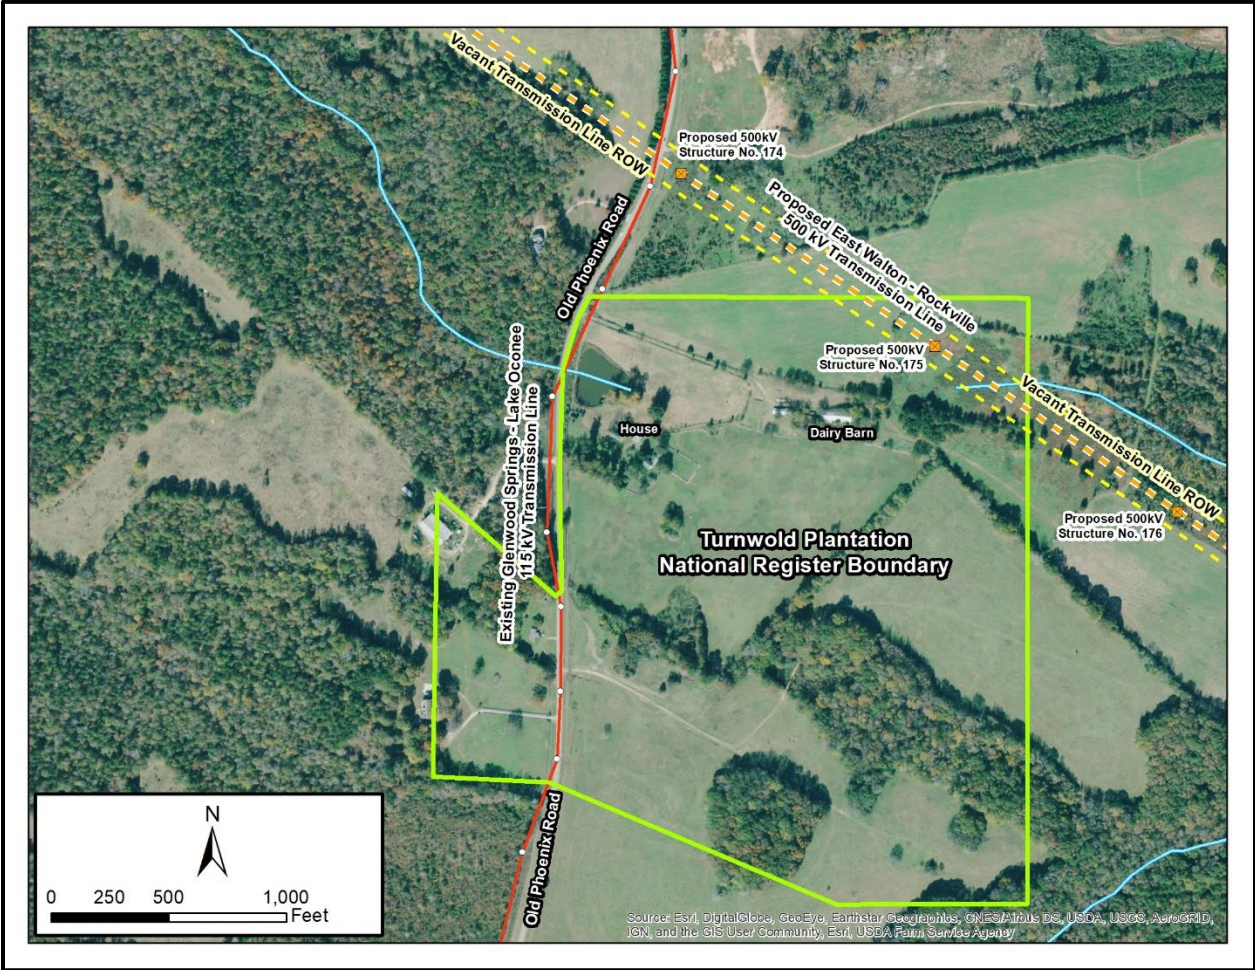 Vacant Transmission Line ROW
Proposed 500kV
Structure No. 174
Proposed East Walton - Rockville
500 kV Transmission Line
Old Phoenix Road
Proposed 500kV
Structure No. 175
Vacant Transmission Line ROW
Existing Glenwood Springs - Lake Oconee
115 kV Transmission Line
House
Dairy Barn
Proposed 500kV
Structure No. 176
Turnwold Plantation
National Register Boundary
Old Phoenix Road
N
0 250 500 1,000
Feet
Source: Esri, DigitalGlobe, GeoEye, Earthstar Geographics, CNES/Airbus DS, USDA, USGS, AeroGRID,
IGN, and the GIS User Community, Esri, USDA Farm Service Agency